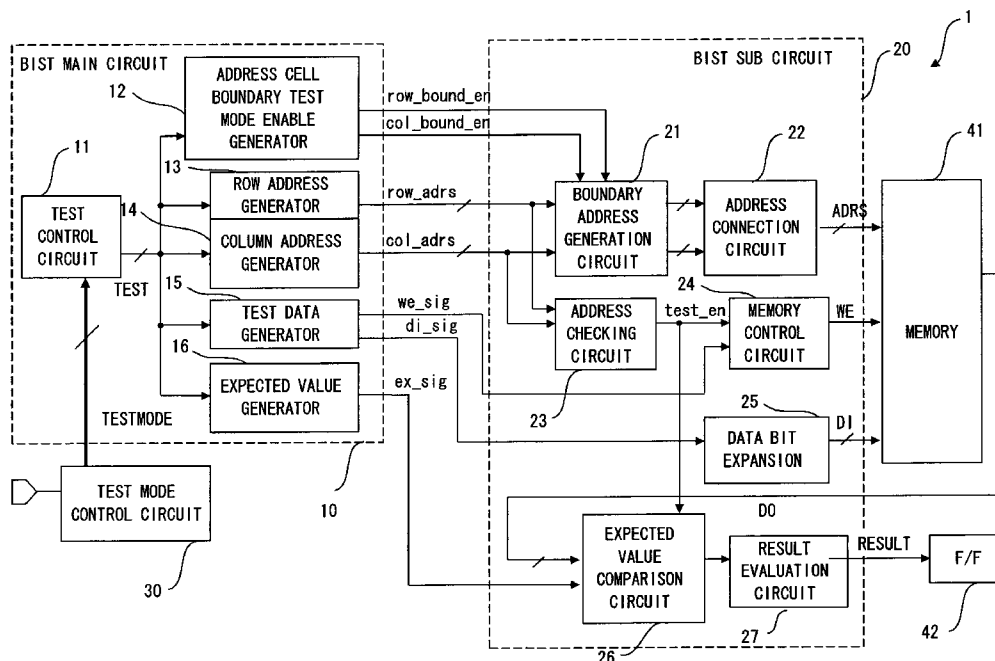 1
BIST MAIN CIRCUIT
12
ADDRESS CELL
BOUNDARY TEST
MODE ENABLE
GENERATOR
row_bound_en
col_bound_en
BIST SUB CIRCUIT
20
11
TEST
CONTROL
CIRCUIT
TEST
13
ROW ADDRESS
GENERATOR
row_adrs
14
COLUMN ADDRESS
GENERATOR
col_adrs
15
TEST DATA
GENERATOR
we_sig
di_sig
16
EXPECTED VALUE
GENERATOR
ex_sig
TESTMODE
10
TEST MODE
CONTROL CIRCUIT
30
21
BOUNDARY
ADDRESS
GENERATION
CIRCUIT
22
ADDRESS
CONNECTION
CIRCUIT
ADRS
41
MEMORY
ADDRESS
CHECKING
CIRCUIT
23
test_en
24
MEMORY
CONTROL
CIRCUIT
WE
25
DATA BIT
EXPANSION
DI
DO
EXPECTED
VALUE
COMPARISON
CIRCUIT
26
RESULT
EVALUATION
CIRCUIT
27
RESULT
F/F
42